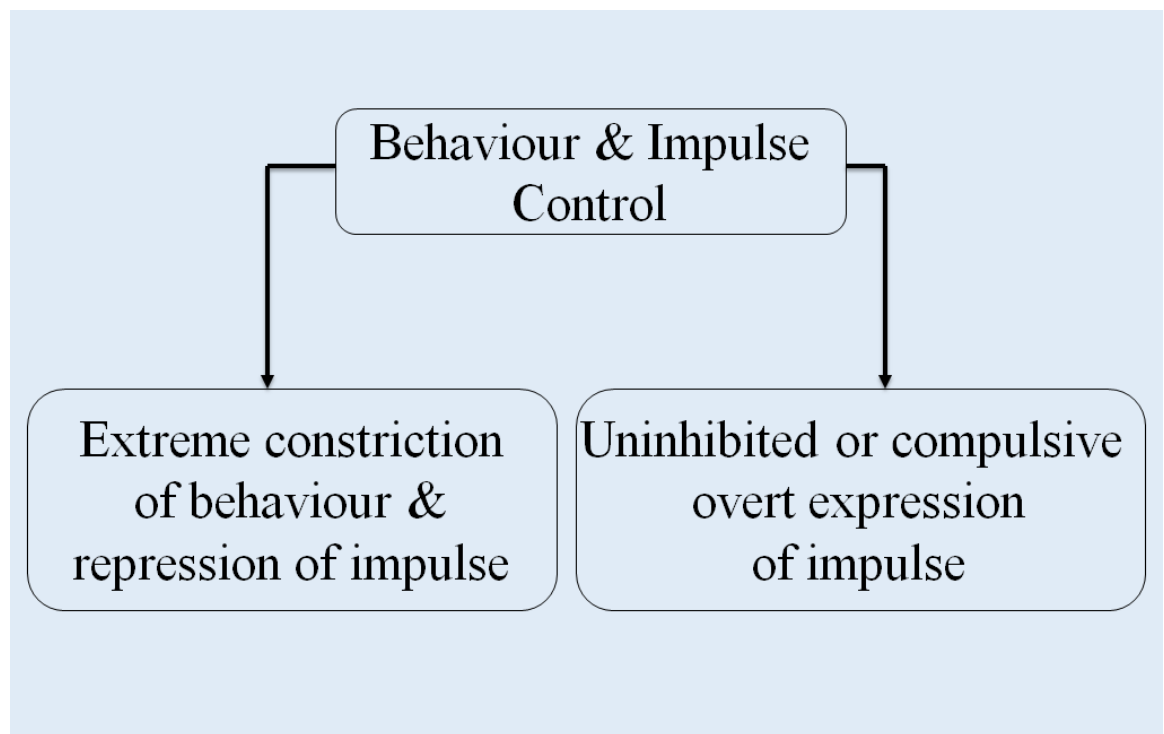 Behaviour & Impulse
Control
Extreme constriction
of behaviour &
repression of impulse
Uninhibited or compulsive
overt expression
of impulse